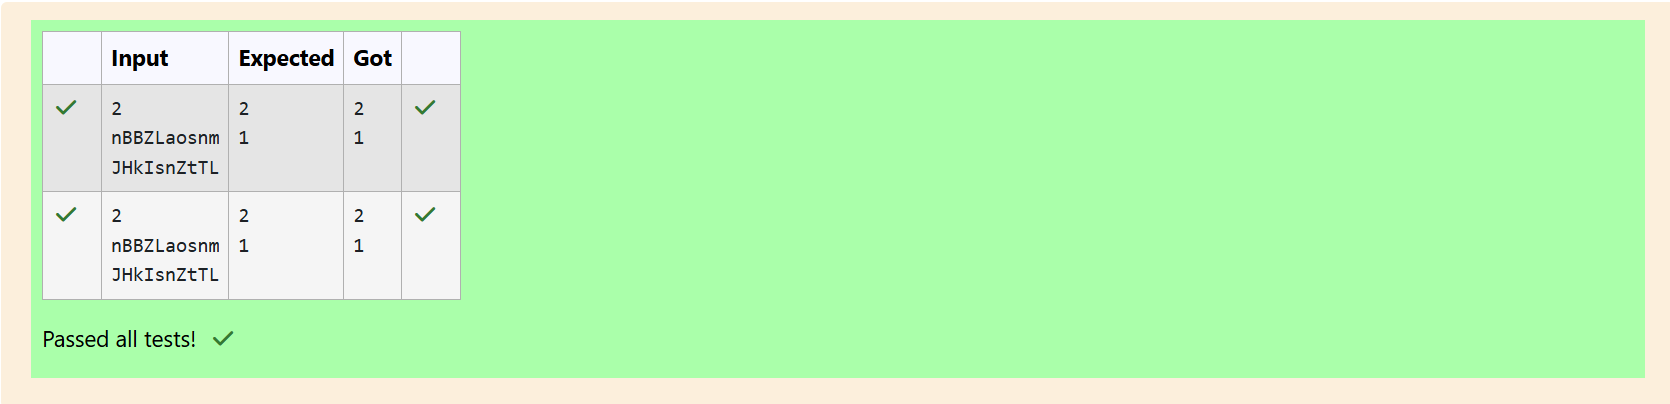 Input Expected Got
2 2 2
nBBZLaosnm 1 1
JHkIsnZtTL
2 2 2
nBBZLaosnm 1 1
JHkIsnZtTL
Passed all tests!